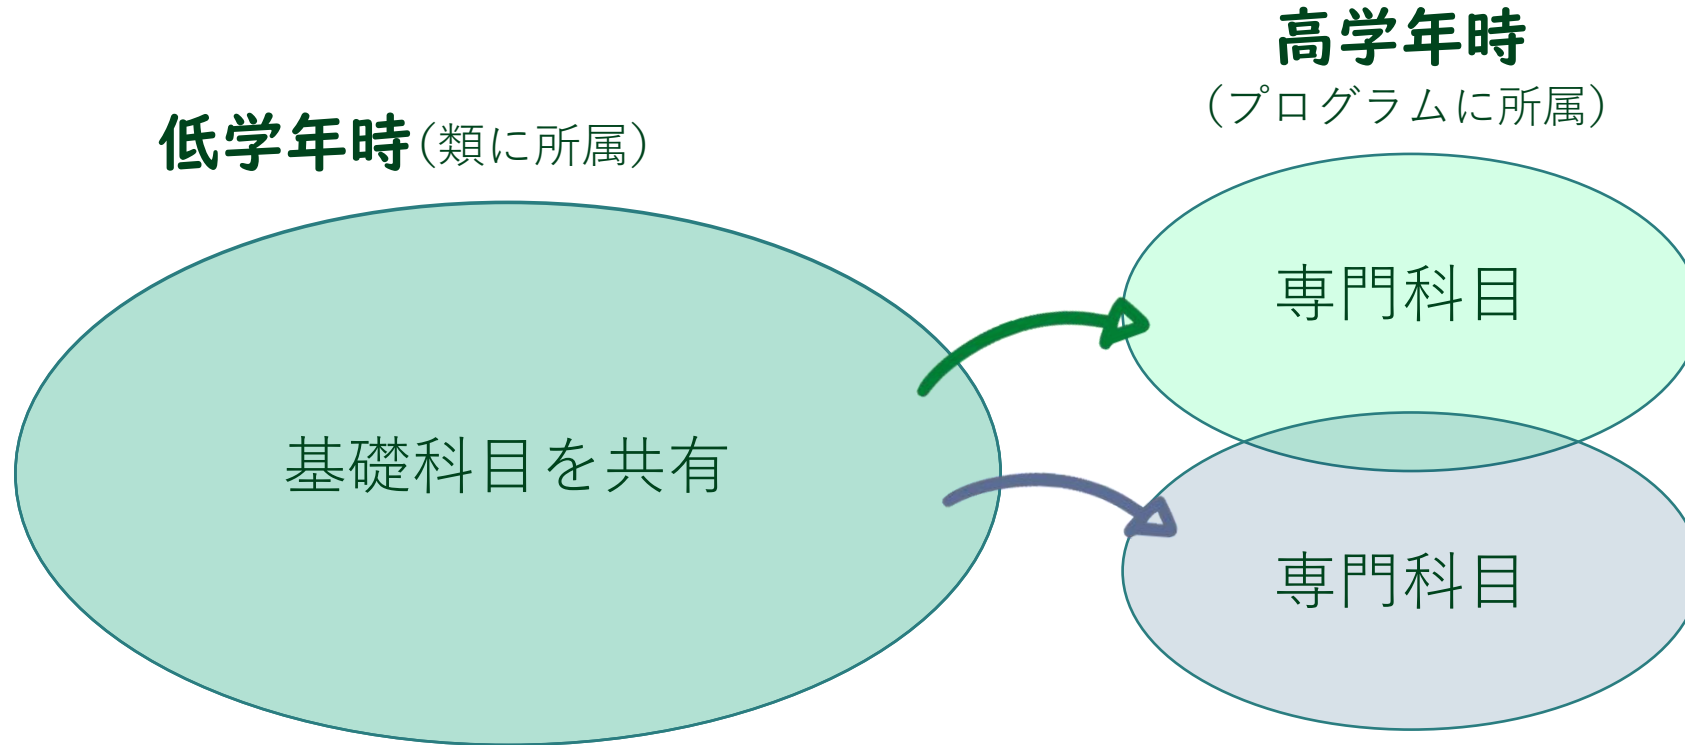 低学年時(類に所属)
基礎科目を共有
高学年時
(プログラムに所属)
専門科目
専門科目